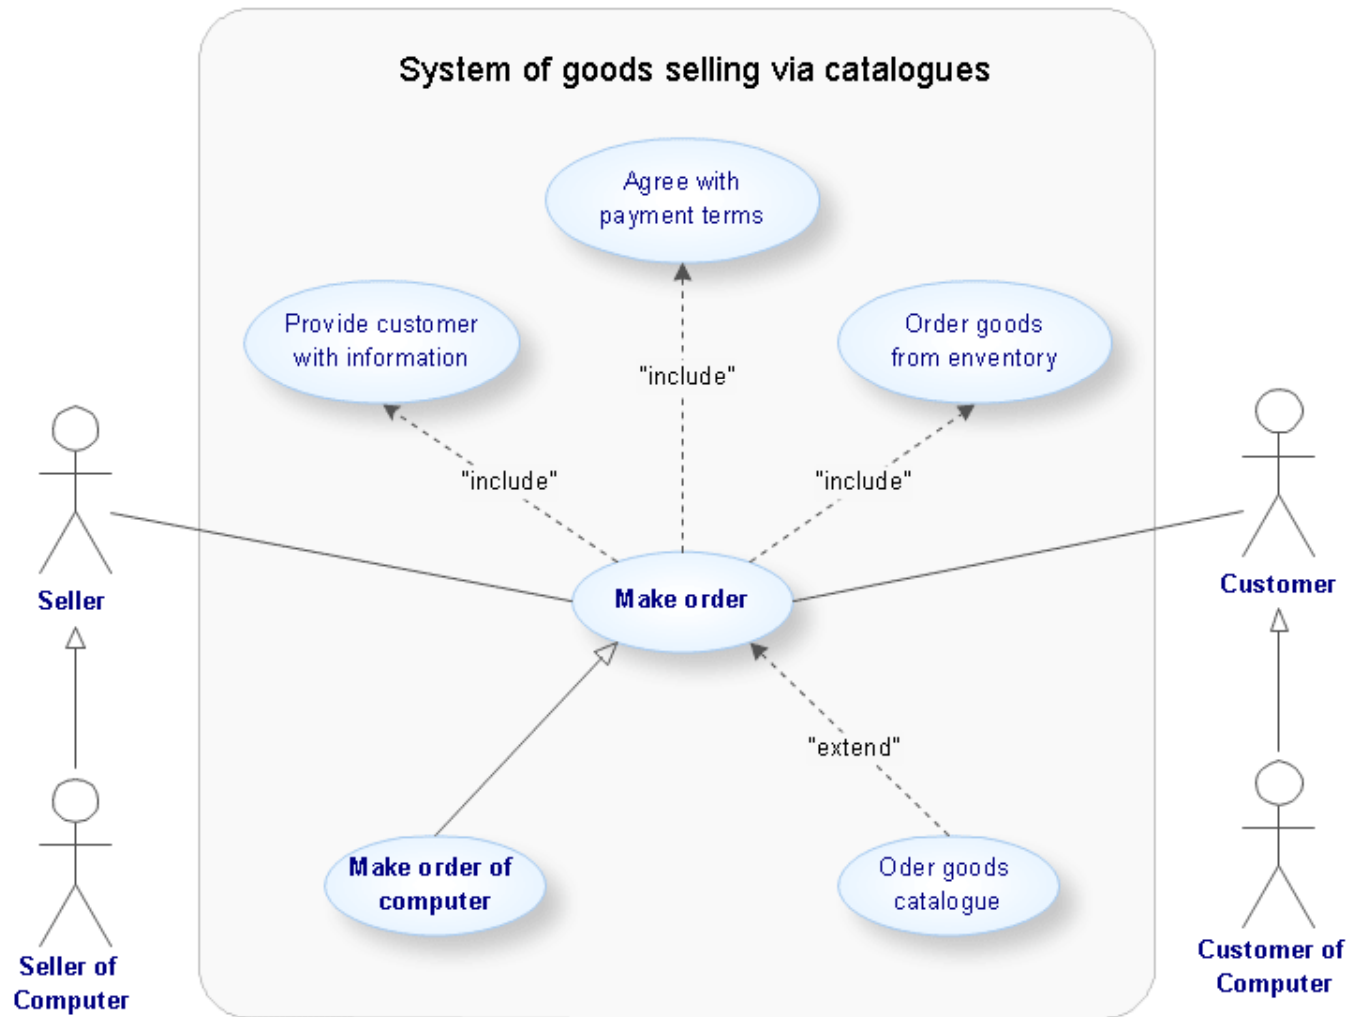 System of goods selling via catalogues
Agree with
payment terms
Provide customer
with information
Order goods
from enventory
"include"
"include"
"include"
Seller
Make order
Customer
"extend"
Make order of
computer
Oder goods
catalogue
Seller of
Computer
Customer of
Computer